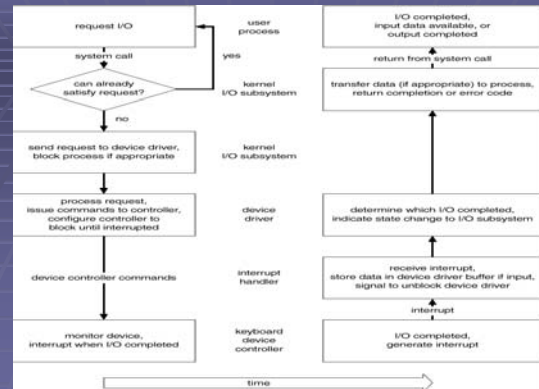 request I/O
system call
yes
can already
satisfy request?
no
send request to device driver,
block process if appropriate
process request,
issue commands to controller,
configure controller to
block until interrupted
device controller commands
monitor device,
interrupt when I/O completed
user
process
kernel
I/O subsystem
kernel
I/O subsystem
device
driver
interrupt
handler
keyboard
device
controller
I/O completed,
input data available, or
output completed
return from system call
transfer data (if appropriate) to process,
return completion or error code
determine which I/O completed,
indicate state change to I/O subsystem
receive interrupt,
store data in device driver buffer if input,
signal to unblock device driver
interrupt
I/O completed,
generate interrupt
time